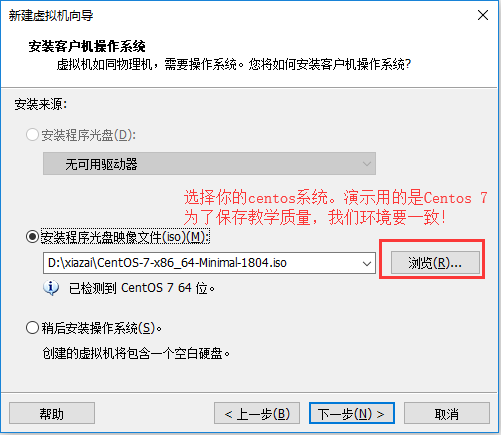 新建虚拟机向导
安装客户机操作系统
虚拟机如同物理机，需要操作系统。您将如何安装客户机操作系统?
安装来源:
安装程序光盘(D):
无可用驱动器
选择你的centos系统。演示用的是Centos 7
为了保存教学质量，我们环境要一致！
安装程序光盘映像文件(iso)(M):
D:\xiazai\CentOS-7-x86_64-Minimal-1804.iso
浏览(R)...
已检测到 CentOS 7 64 位。
稍后安装操作系统(S)。
创建的虚拟机将包含一个空白硬盘。
帮助
< 上一步(B)
下一步(N) >
取消